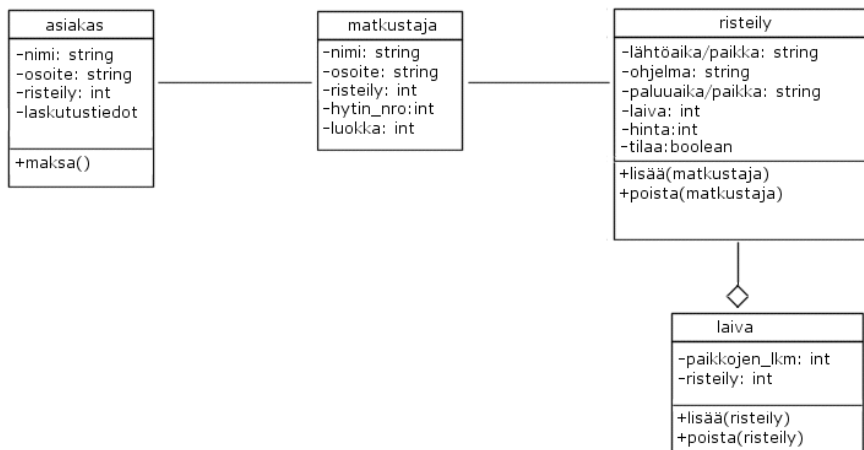 asiakas
-nimi: string
-osoite: string
-risteily: int
-laskutustiedot
+maksa()
matkustaja
-nimi: string
-osoite: string
-risteily: int
-hytin_nro:int
-luokka: int
risteily
-lähtöaika/paikka: string
-ohjelma: string
-paluuaika/paikka: string
-laiva: int
-hinta:int
-tilaa:boolean
+lisää(matkustaja)
+poista(matkustaja)
laiva
-paikkojen_lkm: int
-risteily: int
+lisää(risteily)
+poista(risteily)